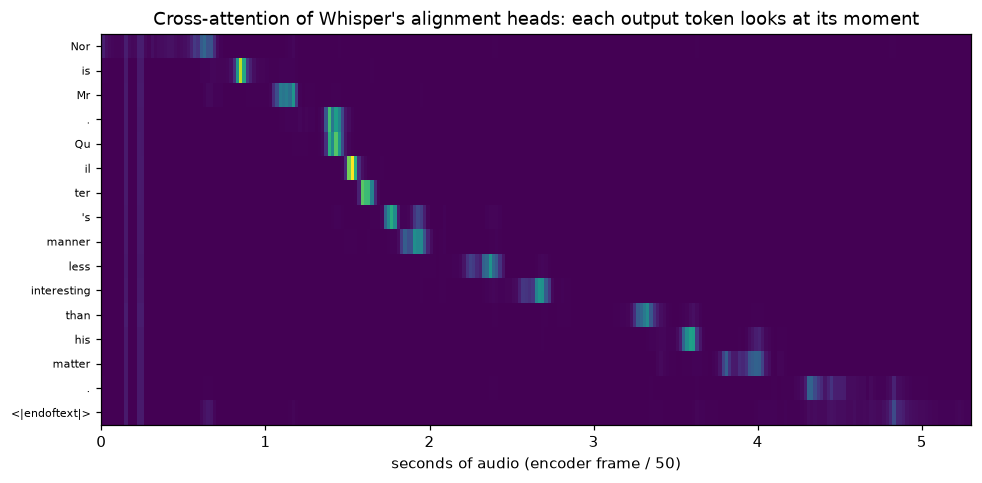 Cross-attention of Whisper's alignment heads: each output token looks at its moment
Nor
is
Mr
.
Qu
il
ter
's
manner
less
interesting
than
his
matter
.
<|endoftext|>
0 1 2 3 4 5
seconds of audio (encoder frame / 50)